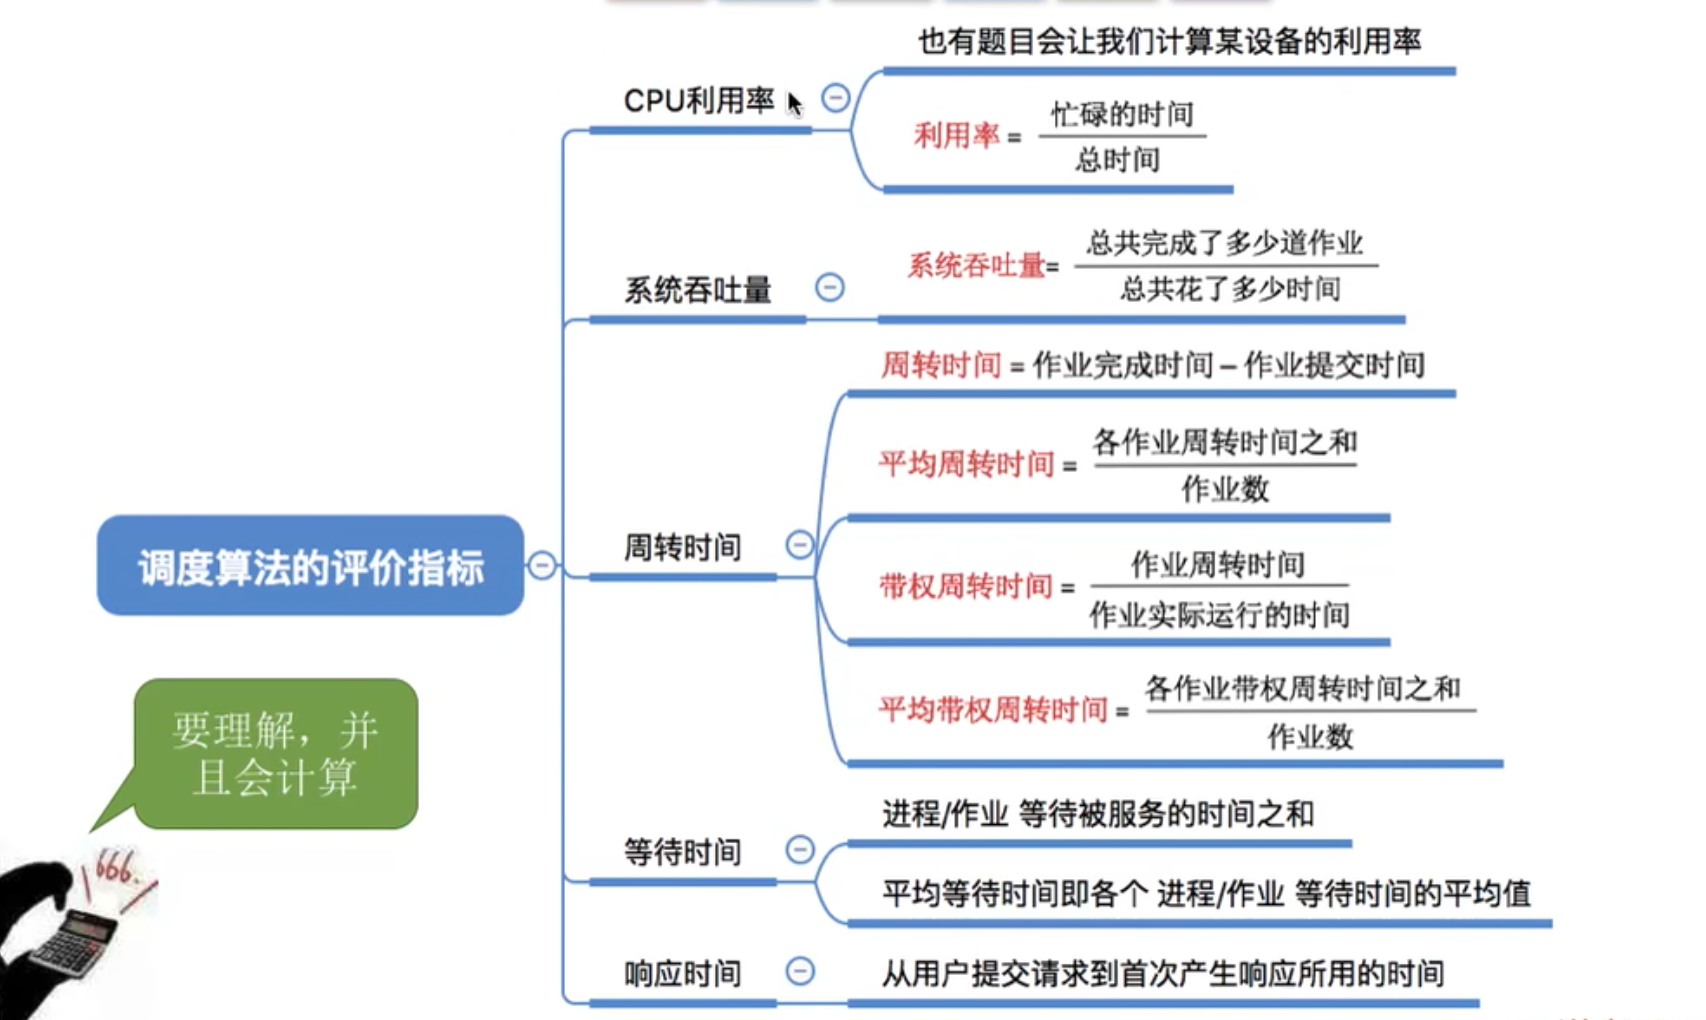 也有题目会让我们计算某设备的利用率
CPU利用率
利用率 = 忙碌的时间
总时间
系统吞吐量
系统吞吐量= 总共完成了多少道作业
总共花了多少时间
周转时间 = 作业完成时间 – 作业提交时间
平均周转时间 = 各作业周转时间之和
作业数
周转时间
调度算法的评价指标
带权周转时间 = 作业周转时间
作业实际运行的时间
平均带权周转时间 = 各作业带权周转时间之和
作业数
要理解，并
且会计算
进程/作业 等待被服务的时间之和
等待时间
平均等待时间即各个 进程/作业 等待时间的平均值
666.
响应时间
从用户提交请求到首次产生响应所用的时间